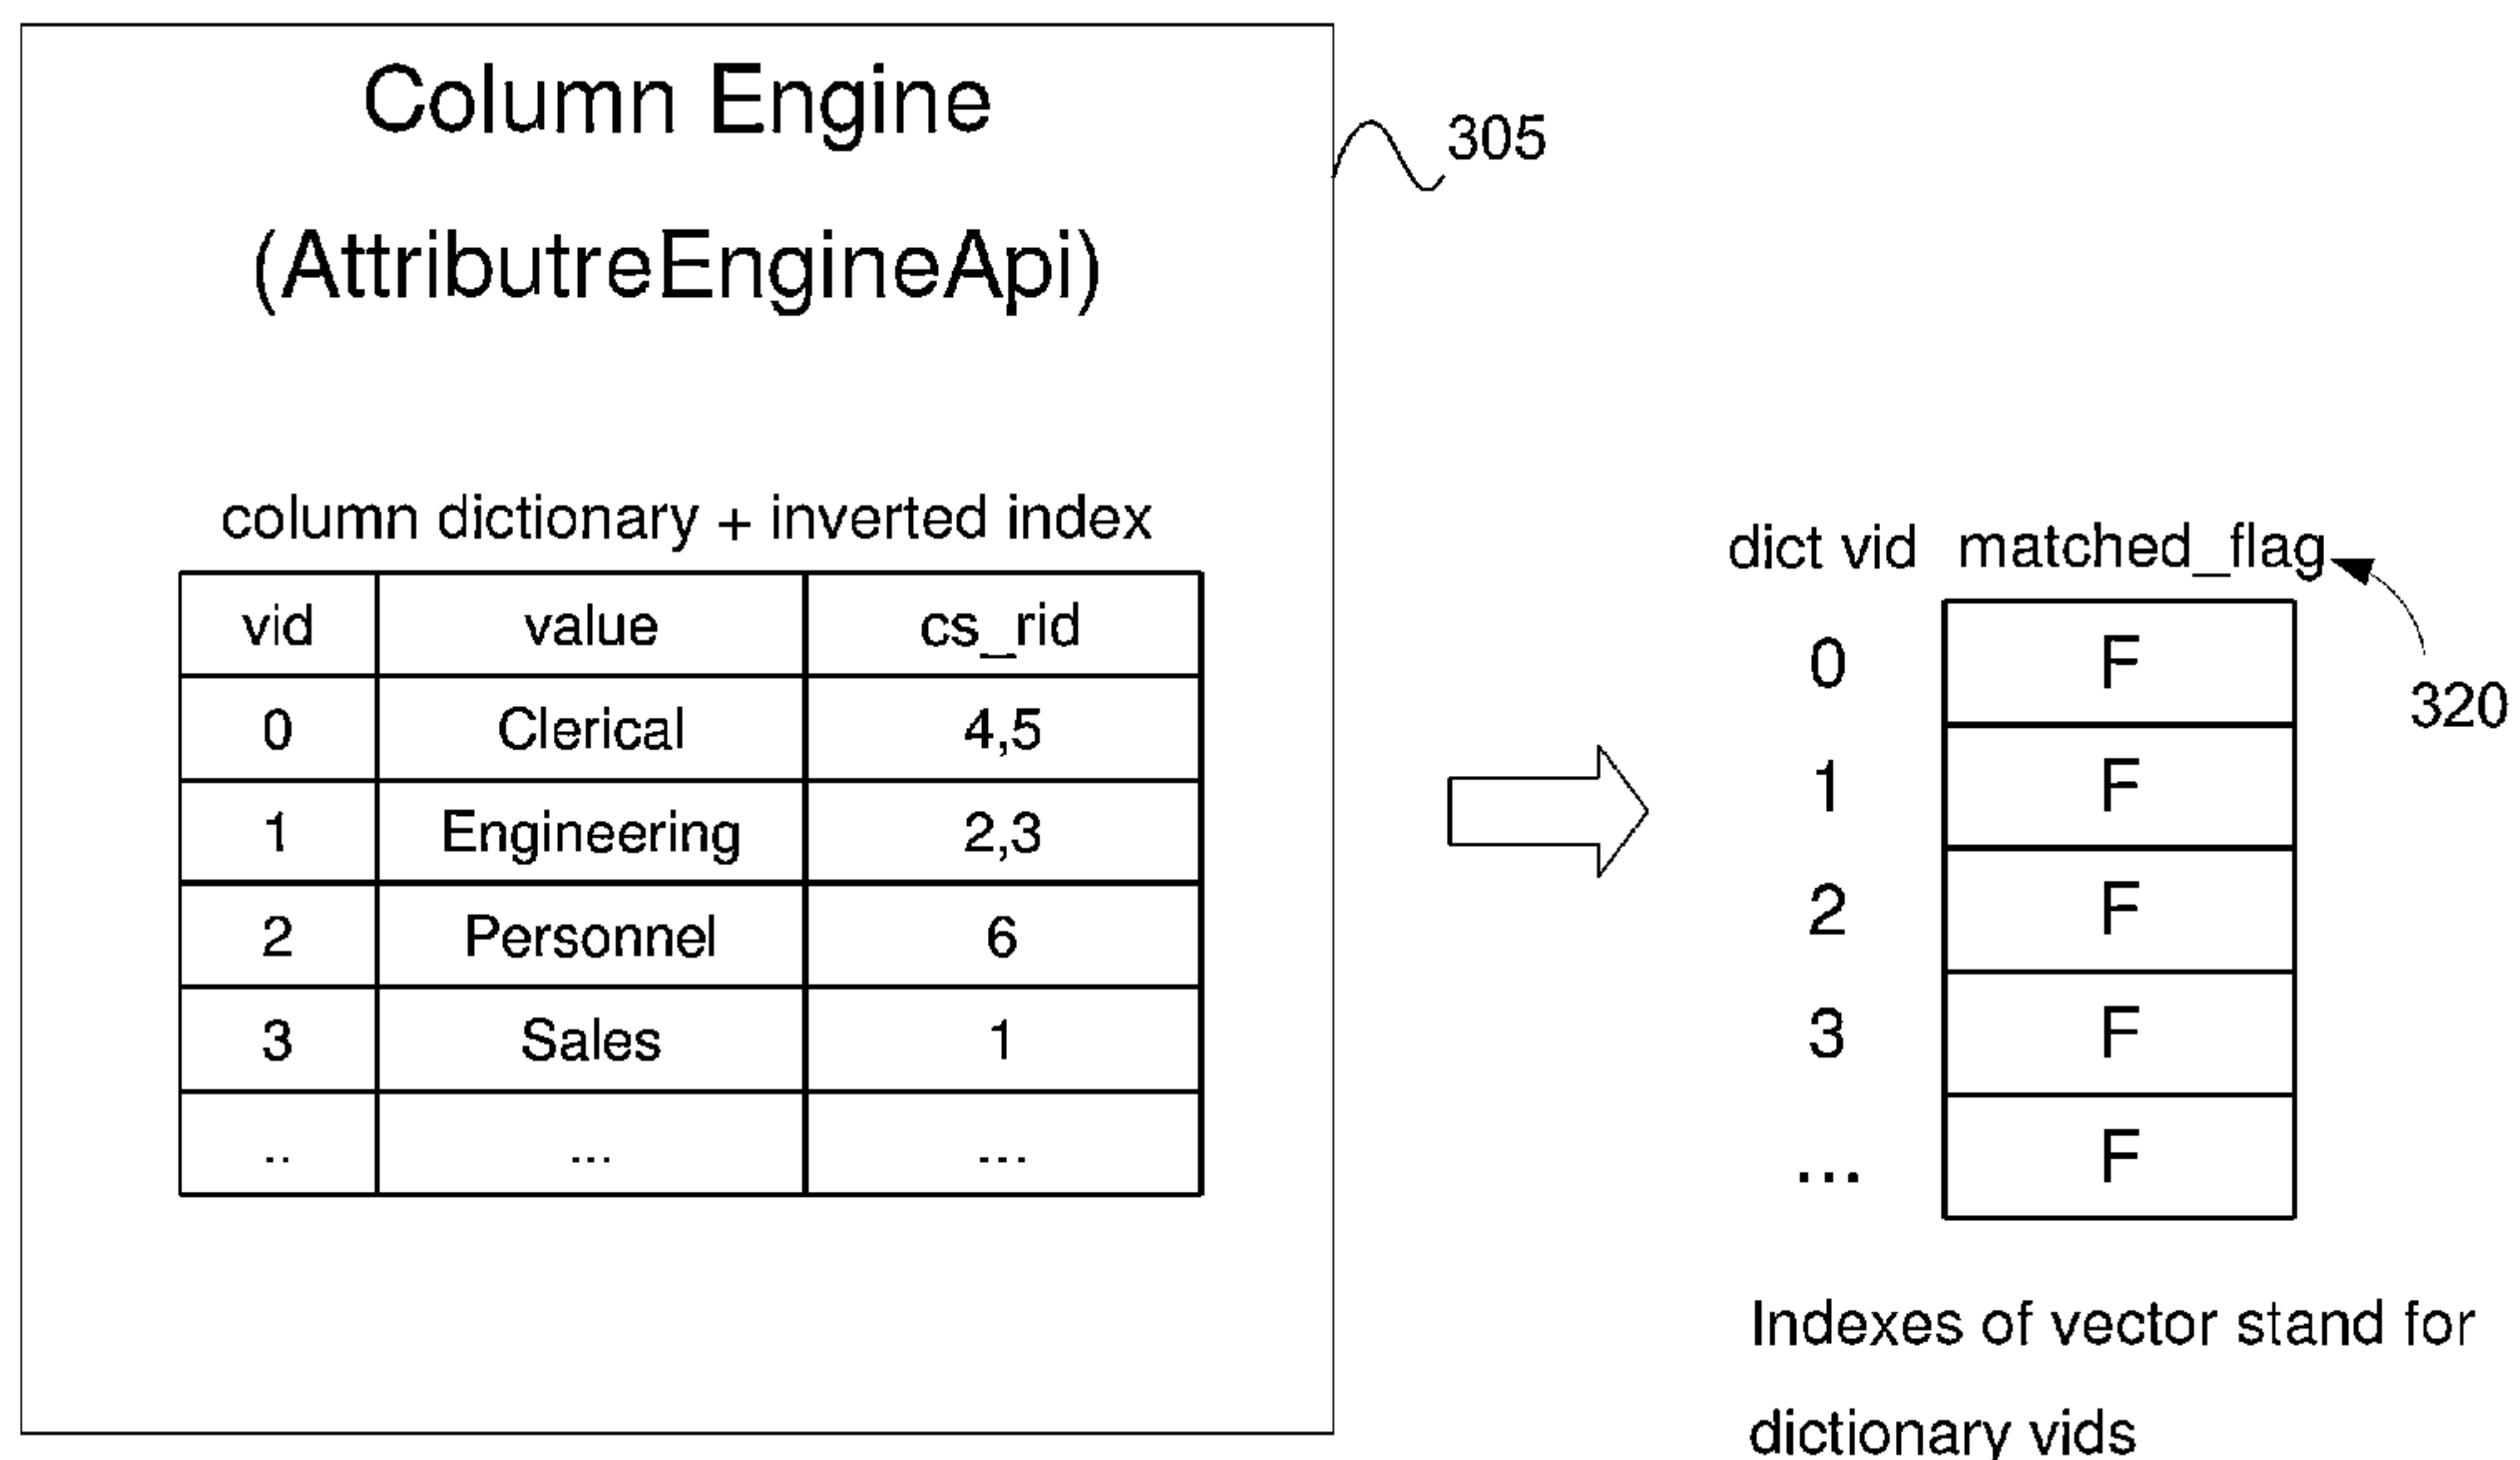 Column Engine
(AttributreEngineApi)
305
column dictionary + inverted index
vid value cs_rid
0 Clerical 4,5
1 Engineering 2,3
2 Personnel 6
3 Sales 1
.. ... ...
dict vid matched_flag
320
0 F
1 F
2 F
3 F
... F
Indexes of vector stand for
dictionary vids